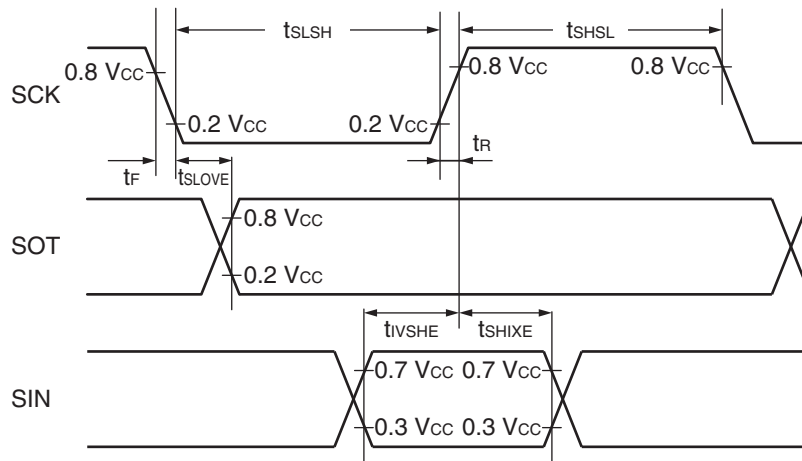 tSLSH
tSHSL
SCK
0.8 VCC
0.8 VCC
0.8 VCC
0.2 VCC
0.2 VCC
tF
tSLOVE
tR
SOT
0.8 VCC
0.2 VCC
tIVSHE
tSHIXE
SIN
0.7 VCC
0.7 VCC
0.3 VCC
0.3 VCC